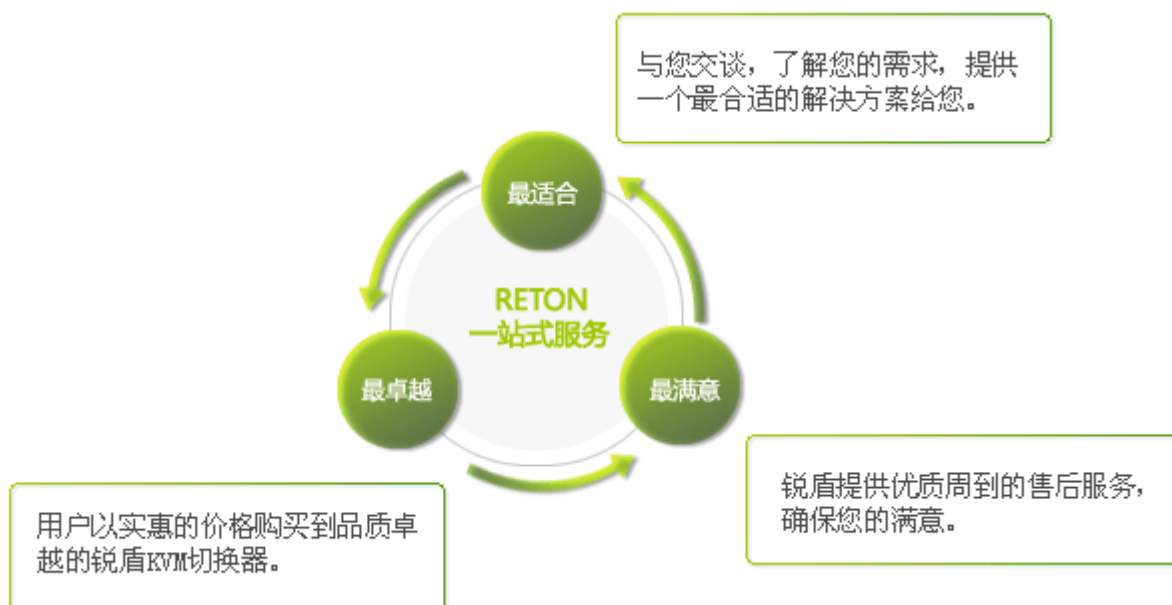 与您交谈，了解您的需求，提供
一个最合适的解决方案给您。
最适合
RETON
一站式服务
最卓越
最满意
锐盾提供优质周到的售后服务，
确保您的满意。
用户以实惠的价格购买到品质卓
越的锐盾KVM切换器。